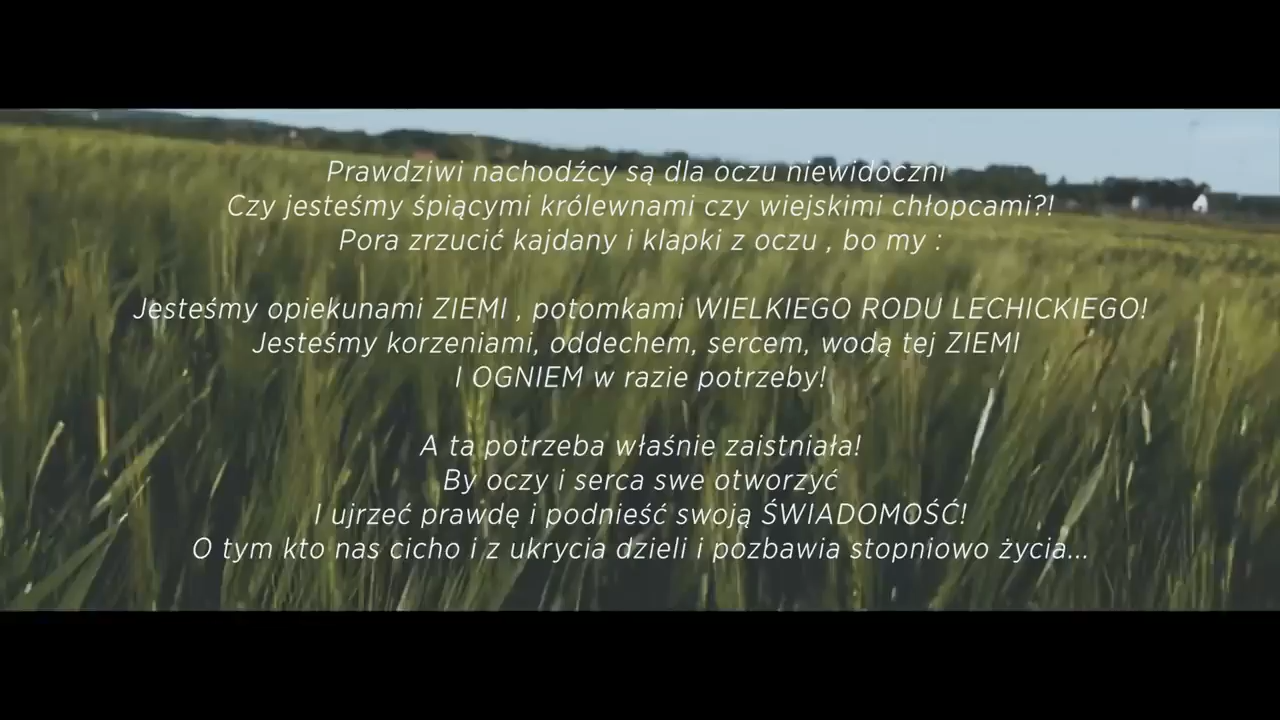 Prawdziwi nachodźcy są dla oczu niewidoczni
Czy jesteśmy śpiącymi królewnami czy wiejskimi chłopcami?!
Pora zrzucić kajdany i klapki z oczu , bo my :
Jesteśmy opiekunami ZIEMI , potomkami WIELKIEGO RODU LECHICKIEGO!
Jesteśmy korzeniami, oddechem, sercem, wodą tej ZIEMI
I OGNIEM w razie potrzeby!
A ta potrzeba właśnie zaistniała!
By oczy i serca swe otworzyć
I ujrzeć prawdę i podnieść swoją ŚWIADOMOŚĆ!
O tym kto nas cicho i z ukrycia dzieli i pozbawia stopniowo życia...